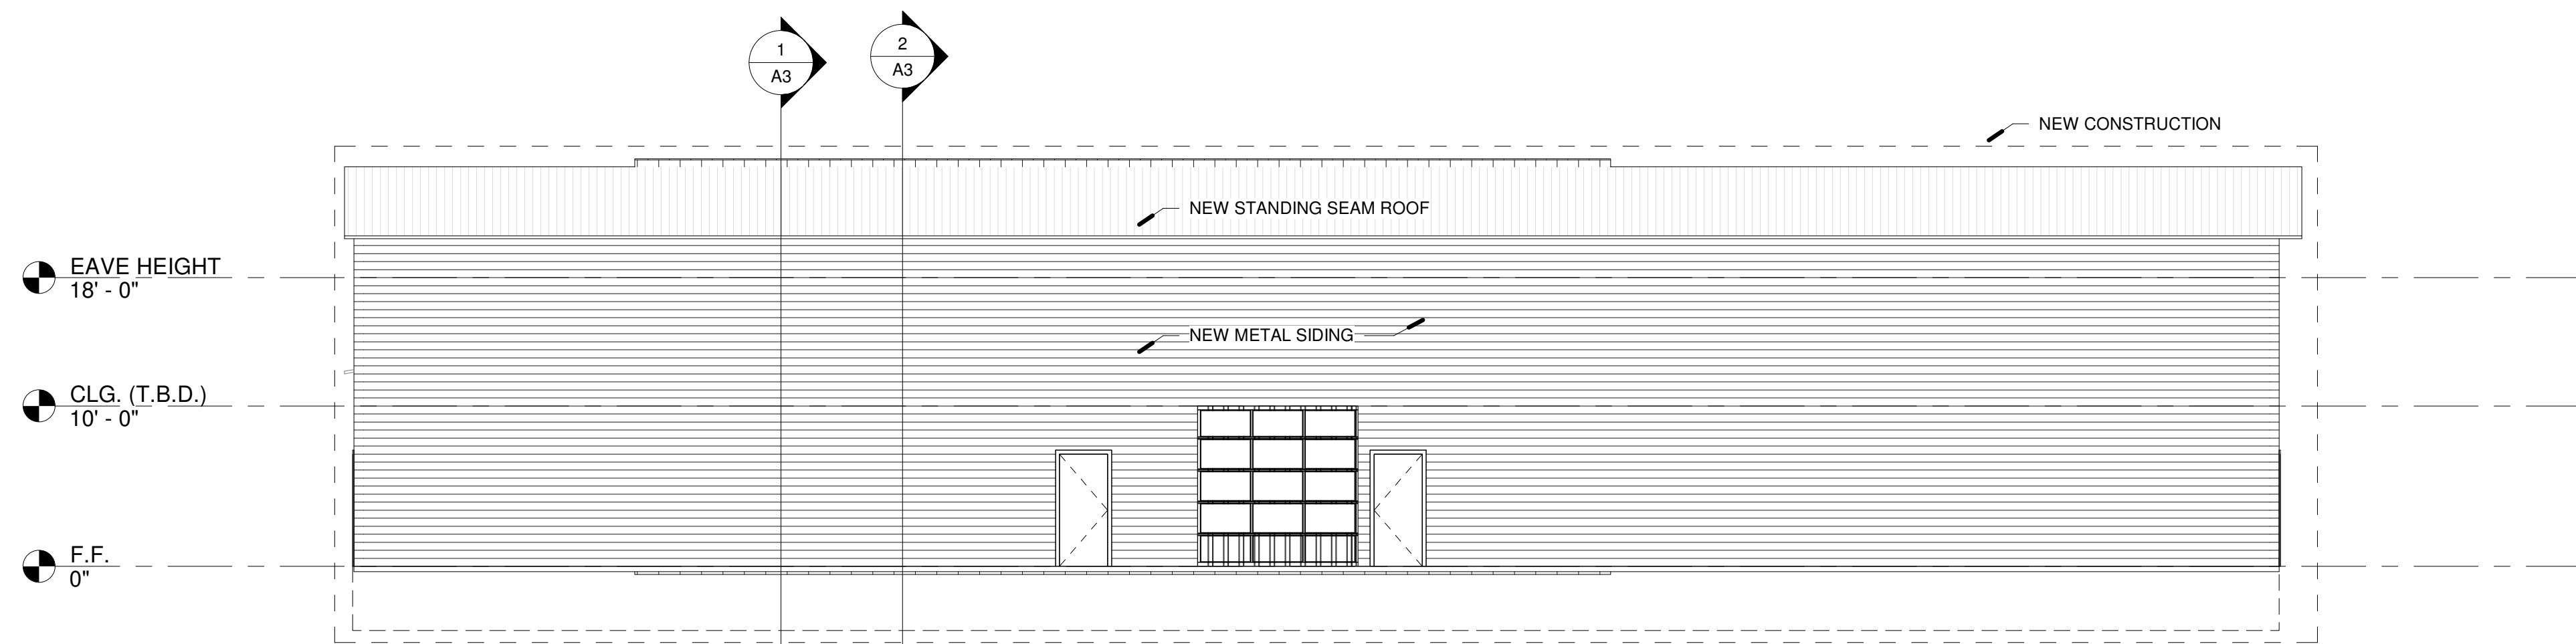 1
A3
2
A3
NEW CONSTRUCTION
NEW STANDING SEAM ROOF
EAVE HEIGHT
18' - 0"
NEW METAL SIDING
CLG. (T.B.D.)
10' - 0"
F.F.
0"